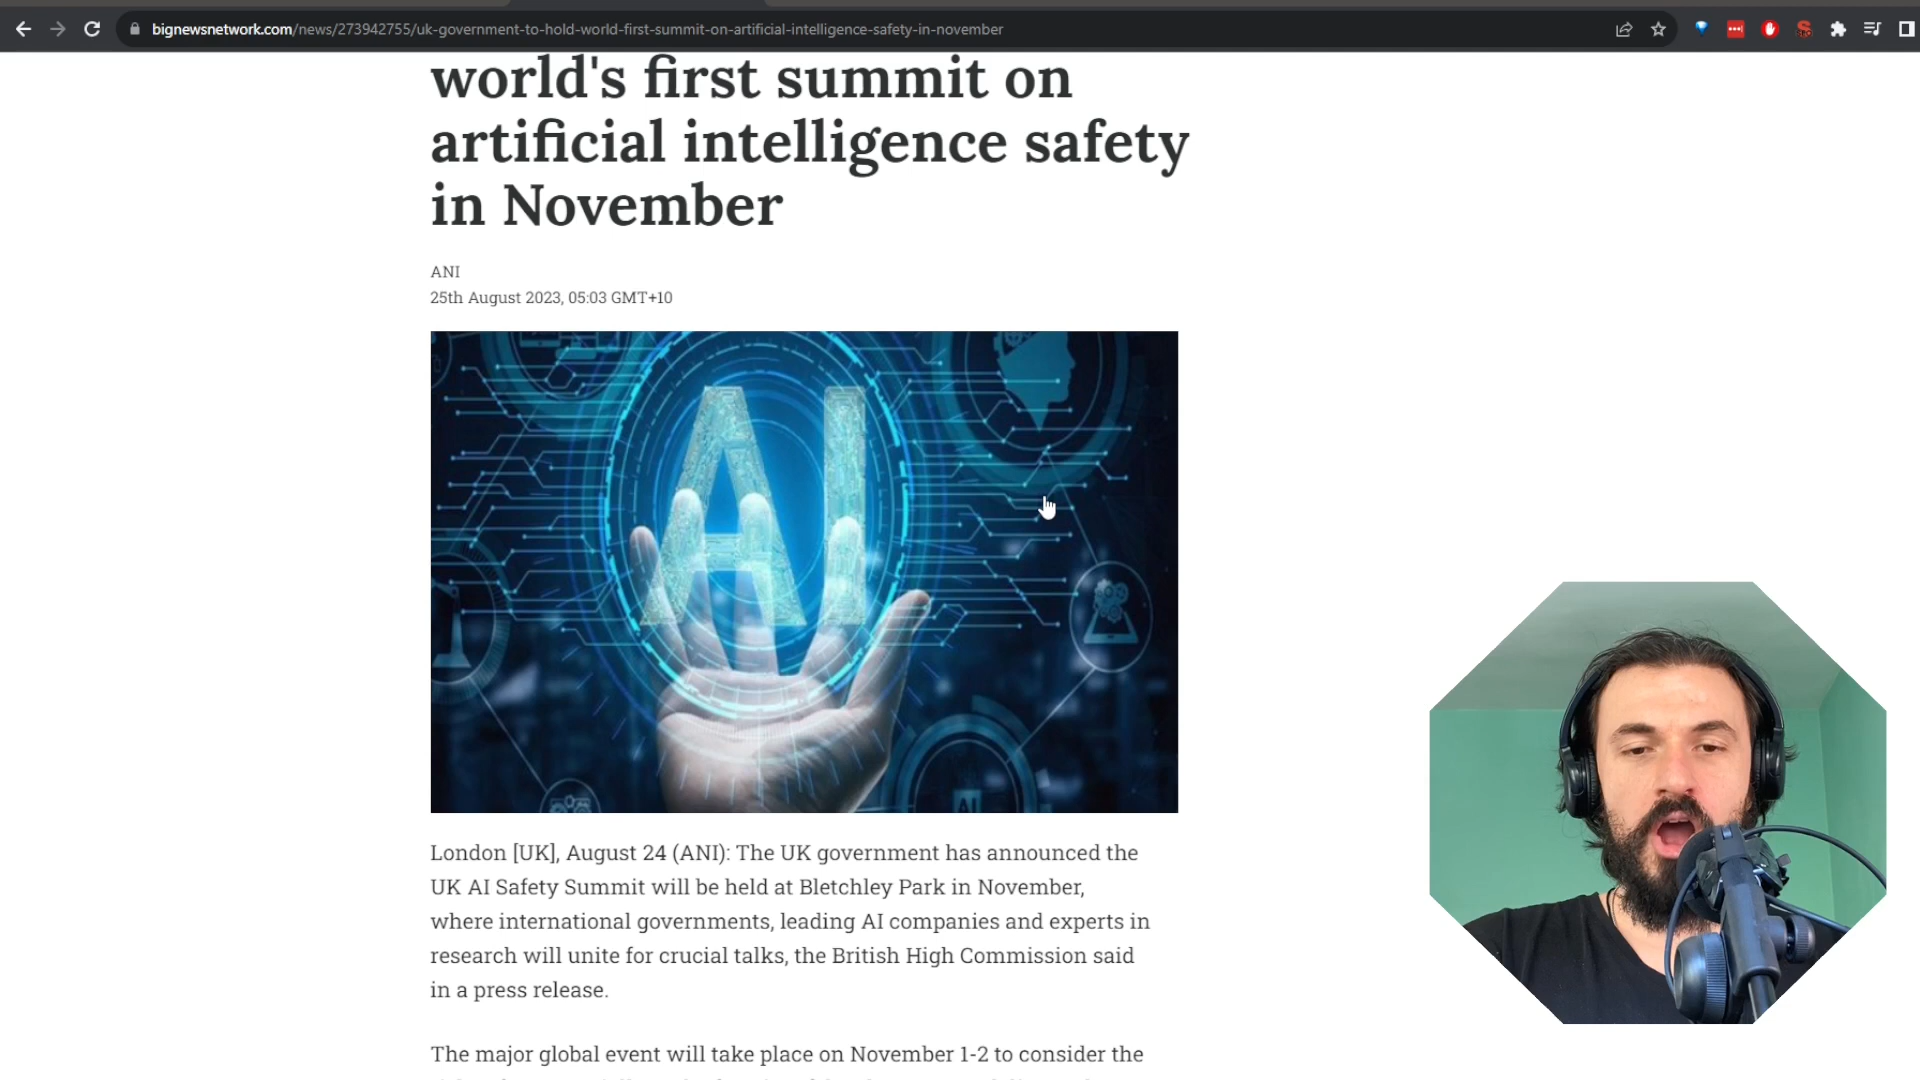 bignewsnetwork.com/news/273942755/uk-government-to-hold-world-first-summit-on-artificial-intelligence-safety-in-november
world's first summit on
artificial intelligence safety
in November
ANI
25th August 2023, 05:03 GMT+10
AI
AI
London [UK], August 24 (ANI): The UK government has announced the
UK AI Safety Summit will be held at Bletchley Park in November,
where international governments, leading AI companies and experts in
research will unite for crucial talks, the British High Commission said
in a press release.
The major global event will take place on November 1-2 to consider the